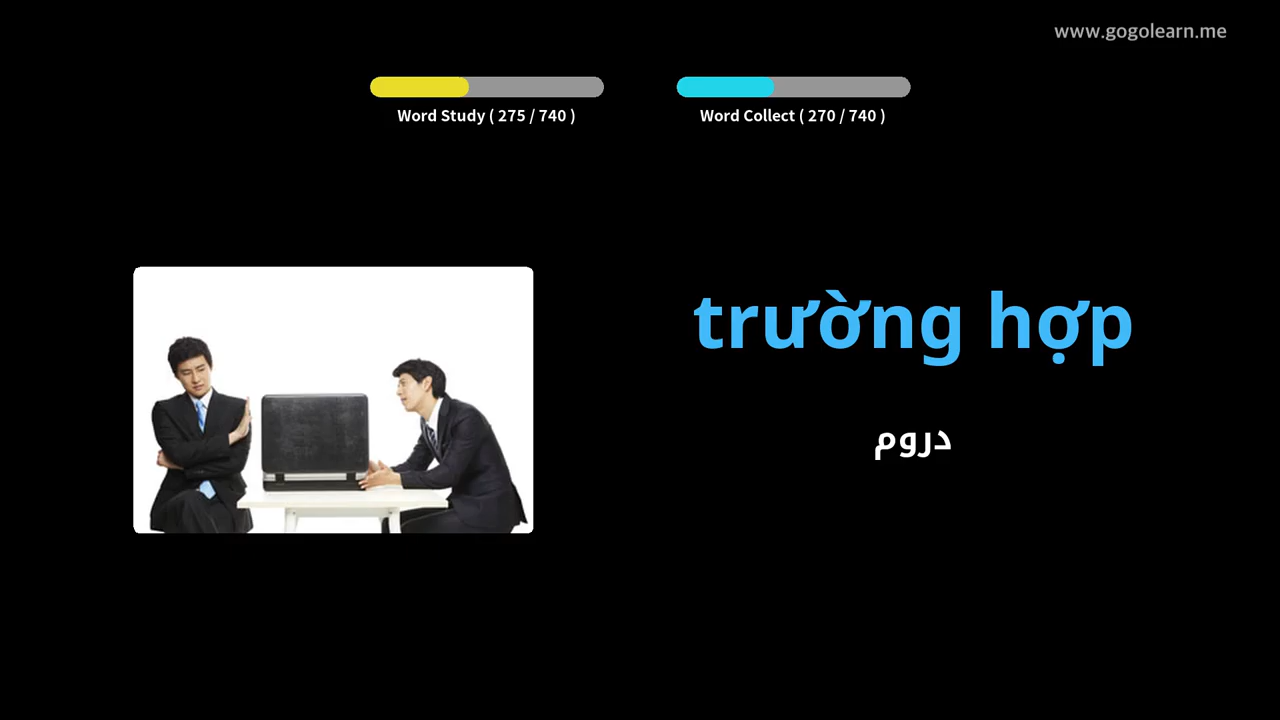 www.gogolearn.me
Word Study ( 275 / 740 )
Word Collect ( 270 / 740 )
trường hợp
دروم